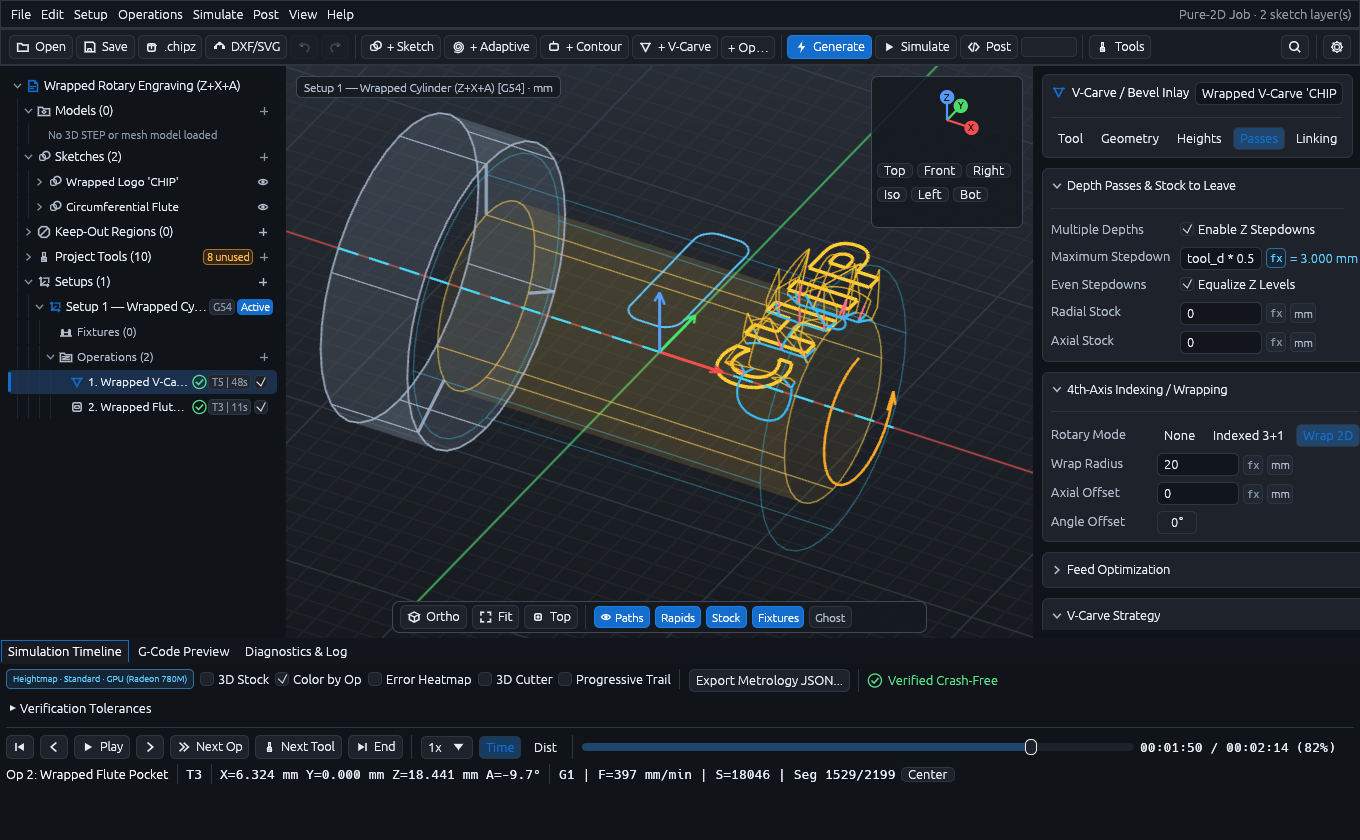 File Edit Setup Operations Simulate Post View Help Pure-2D Job · 2 sketch layer(s)
Open Save .chipz DXF/SVG + Sketch + Adaptive + Contour + V-Carve + Op… Generate Simulate Post Tools
Wrapped Rotary Engraving (Z+X+A)
Models (0) +
No 3D STEP or mesh model loaded
Sketches (2) +
Wrapped Logo 'CHIP'
Circumferential Flute
Keep-Out Regions (0) +
Project Tools (10) 8 unused +
Setups (1) +
Setup 1 — Wrapped Cy… G54 Active
Fixtures (0)
Operations (2) +
1. Wrapped V-Ca… T5 | 48s
2. Wrapped Flut… T3 | 11s
Setup 1 — Wrapped Cylinder (Z+X+A) [G54] · mm
Z
Y
X
Top Front Right
Iso Left Bot
CHIP
Ortho Fit Top Paths Rapids Stock Fixtures Ghost
V-Carve / Bevel Inlay Wrapped V-Carve 'CHIP
Tool Geometry Heights Passes Linking
Depth Passes & Stock to Leave
Multiple Depths Enable Z Stepdowns
Maximum Stepdown tool_d * 0.5 fx = 3.000 mm
Even Stepdowns Equalize Z Levels
Radial Stock 0 fx mm
Axial Stock 0 fx mm
4th-Axis Indexing / Wrapping
Rotary Mode None Indexed 3+1 Wrap 2D
Wrap Radius 20 fx mm
Axial Offset 0 fx mm
Angle Offset 0°
Feed Optimization
V-Carve Strategy
Simulation Timeline G-Code Preview Diagnostics & Log
Heightmap · Standard · GPU (Radeon 780M) 3D Stock Color by Op Error Heatmap 3D Cutter Progressive Trail Export Metrology JSON... Verified Crash-Free
Verification Tolerances
Play Next Op Next Tool End 1x Time Dist 00:01:50 / 00:02:14 (82%)
Op 2: Wrapped Flute Pocket T3 X=6.324 mm Y=0.000 mm Z=18.441 mm A=-9.7° G1 | F=397 mm/min | S=18046 | Seg 1529/2199 Center